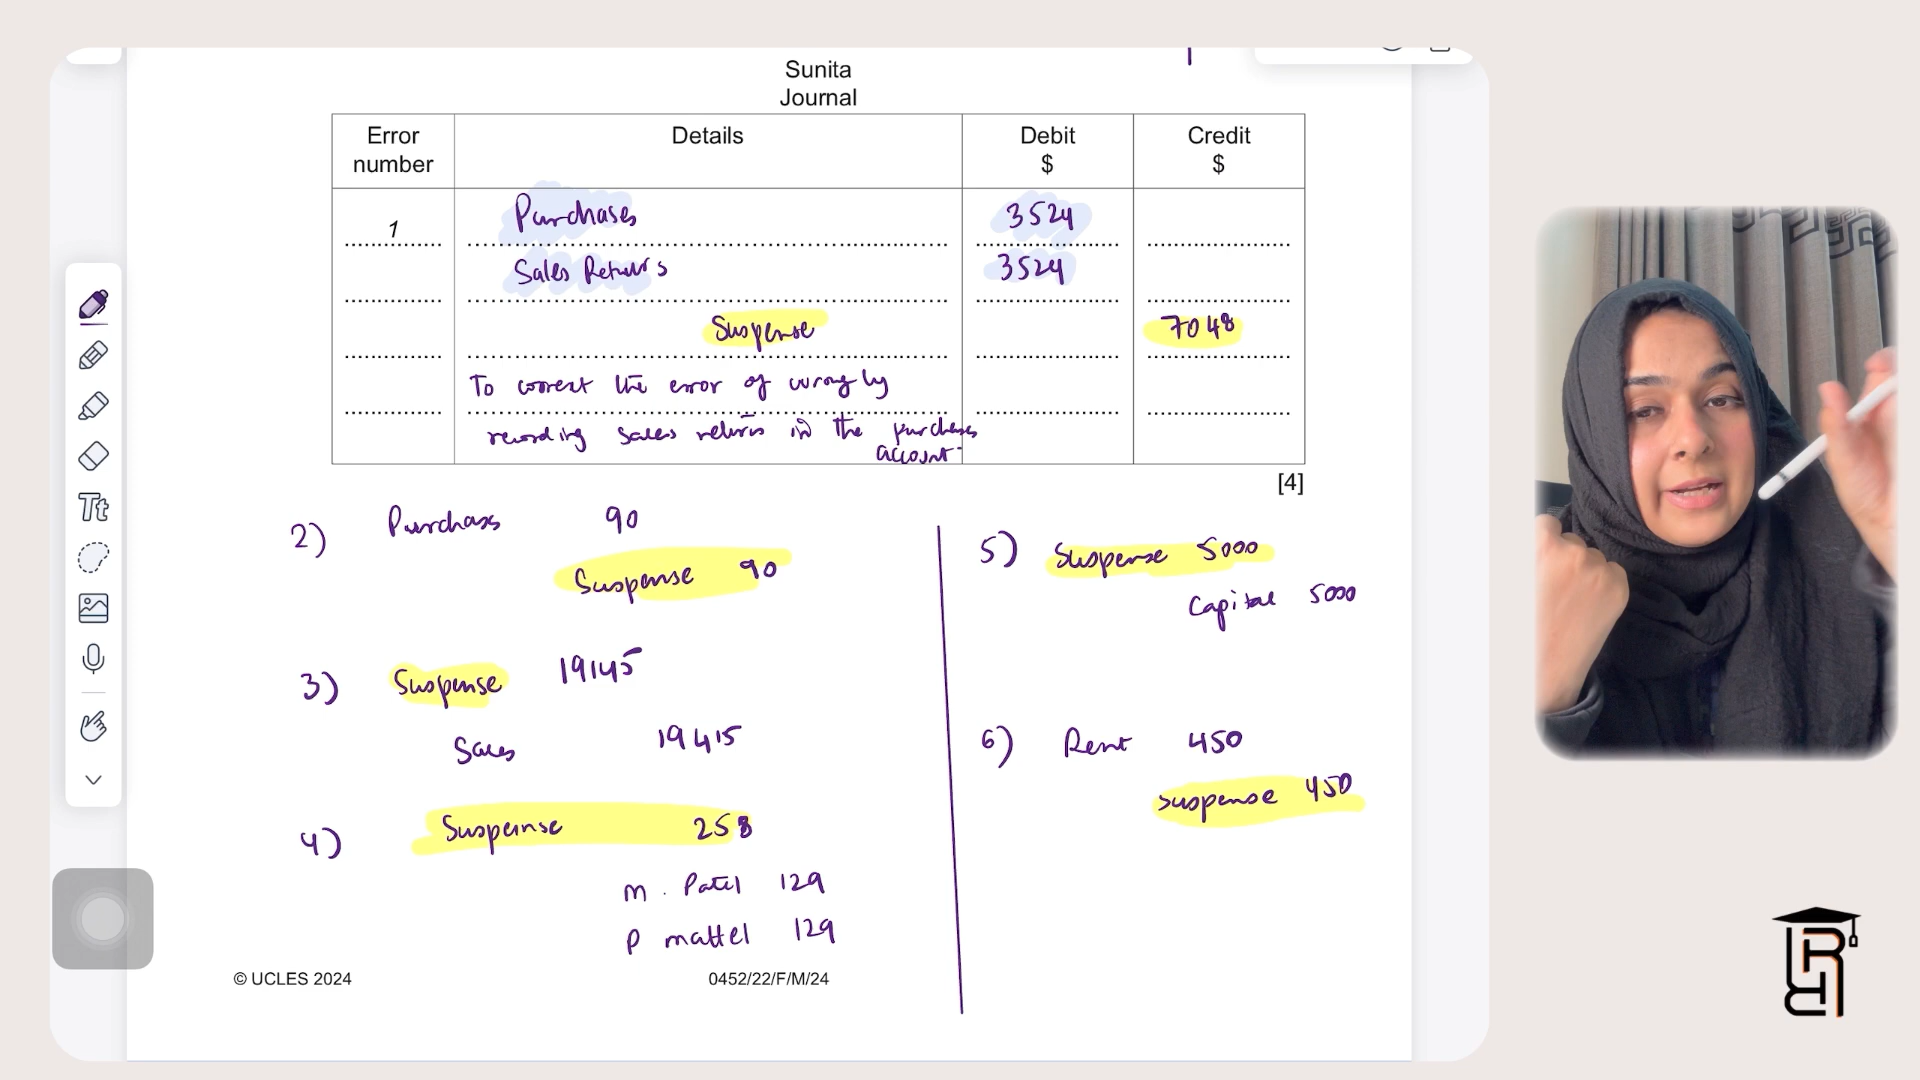 Sunita
Journal
Error number
Details
Debit $
Credit $
1
Purchases 3524
Sales Returns 3524
Suspense 7048
To correct the error of wrongly
recording sales return in the purchases
account.
[4]
2) Purchases 90
Suspense 90
3) Suspense 19145
Sales 19415
4) Suspense 258
M. Patel 129
P mattel 129
5) Suspense 5000
Capital 5000
6) Rent 450
Suspense 450
© UCLES 2024
0452/22/F/M/24
Tt